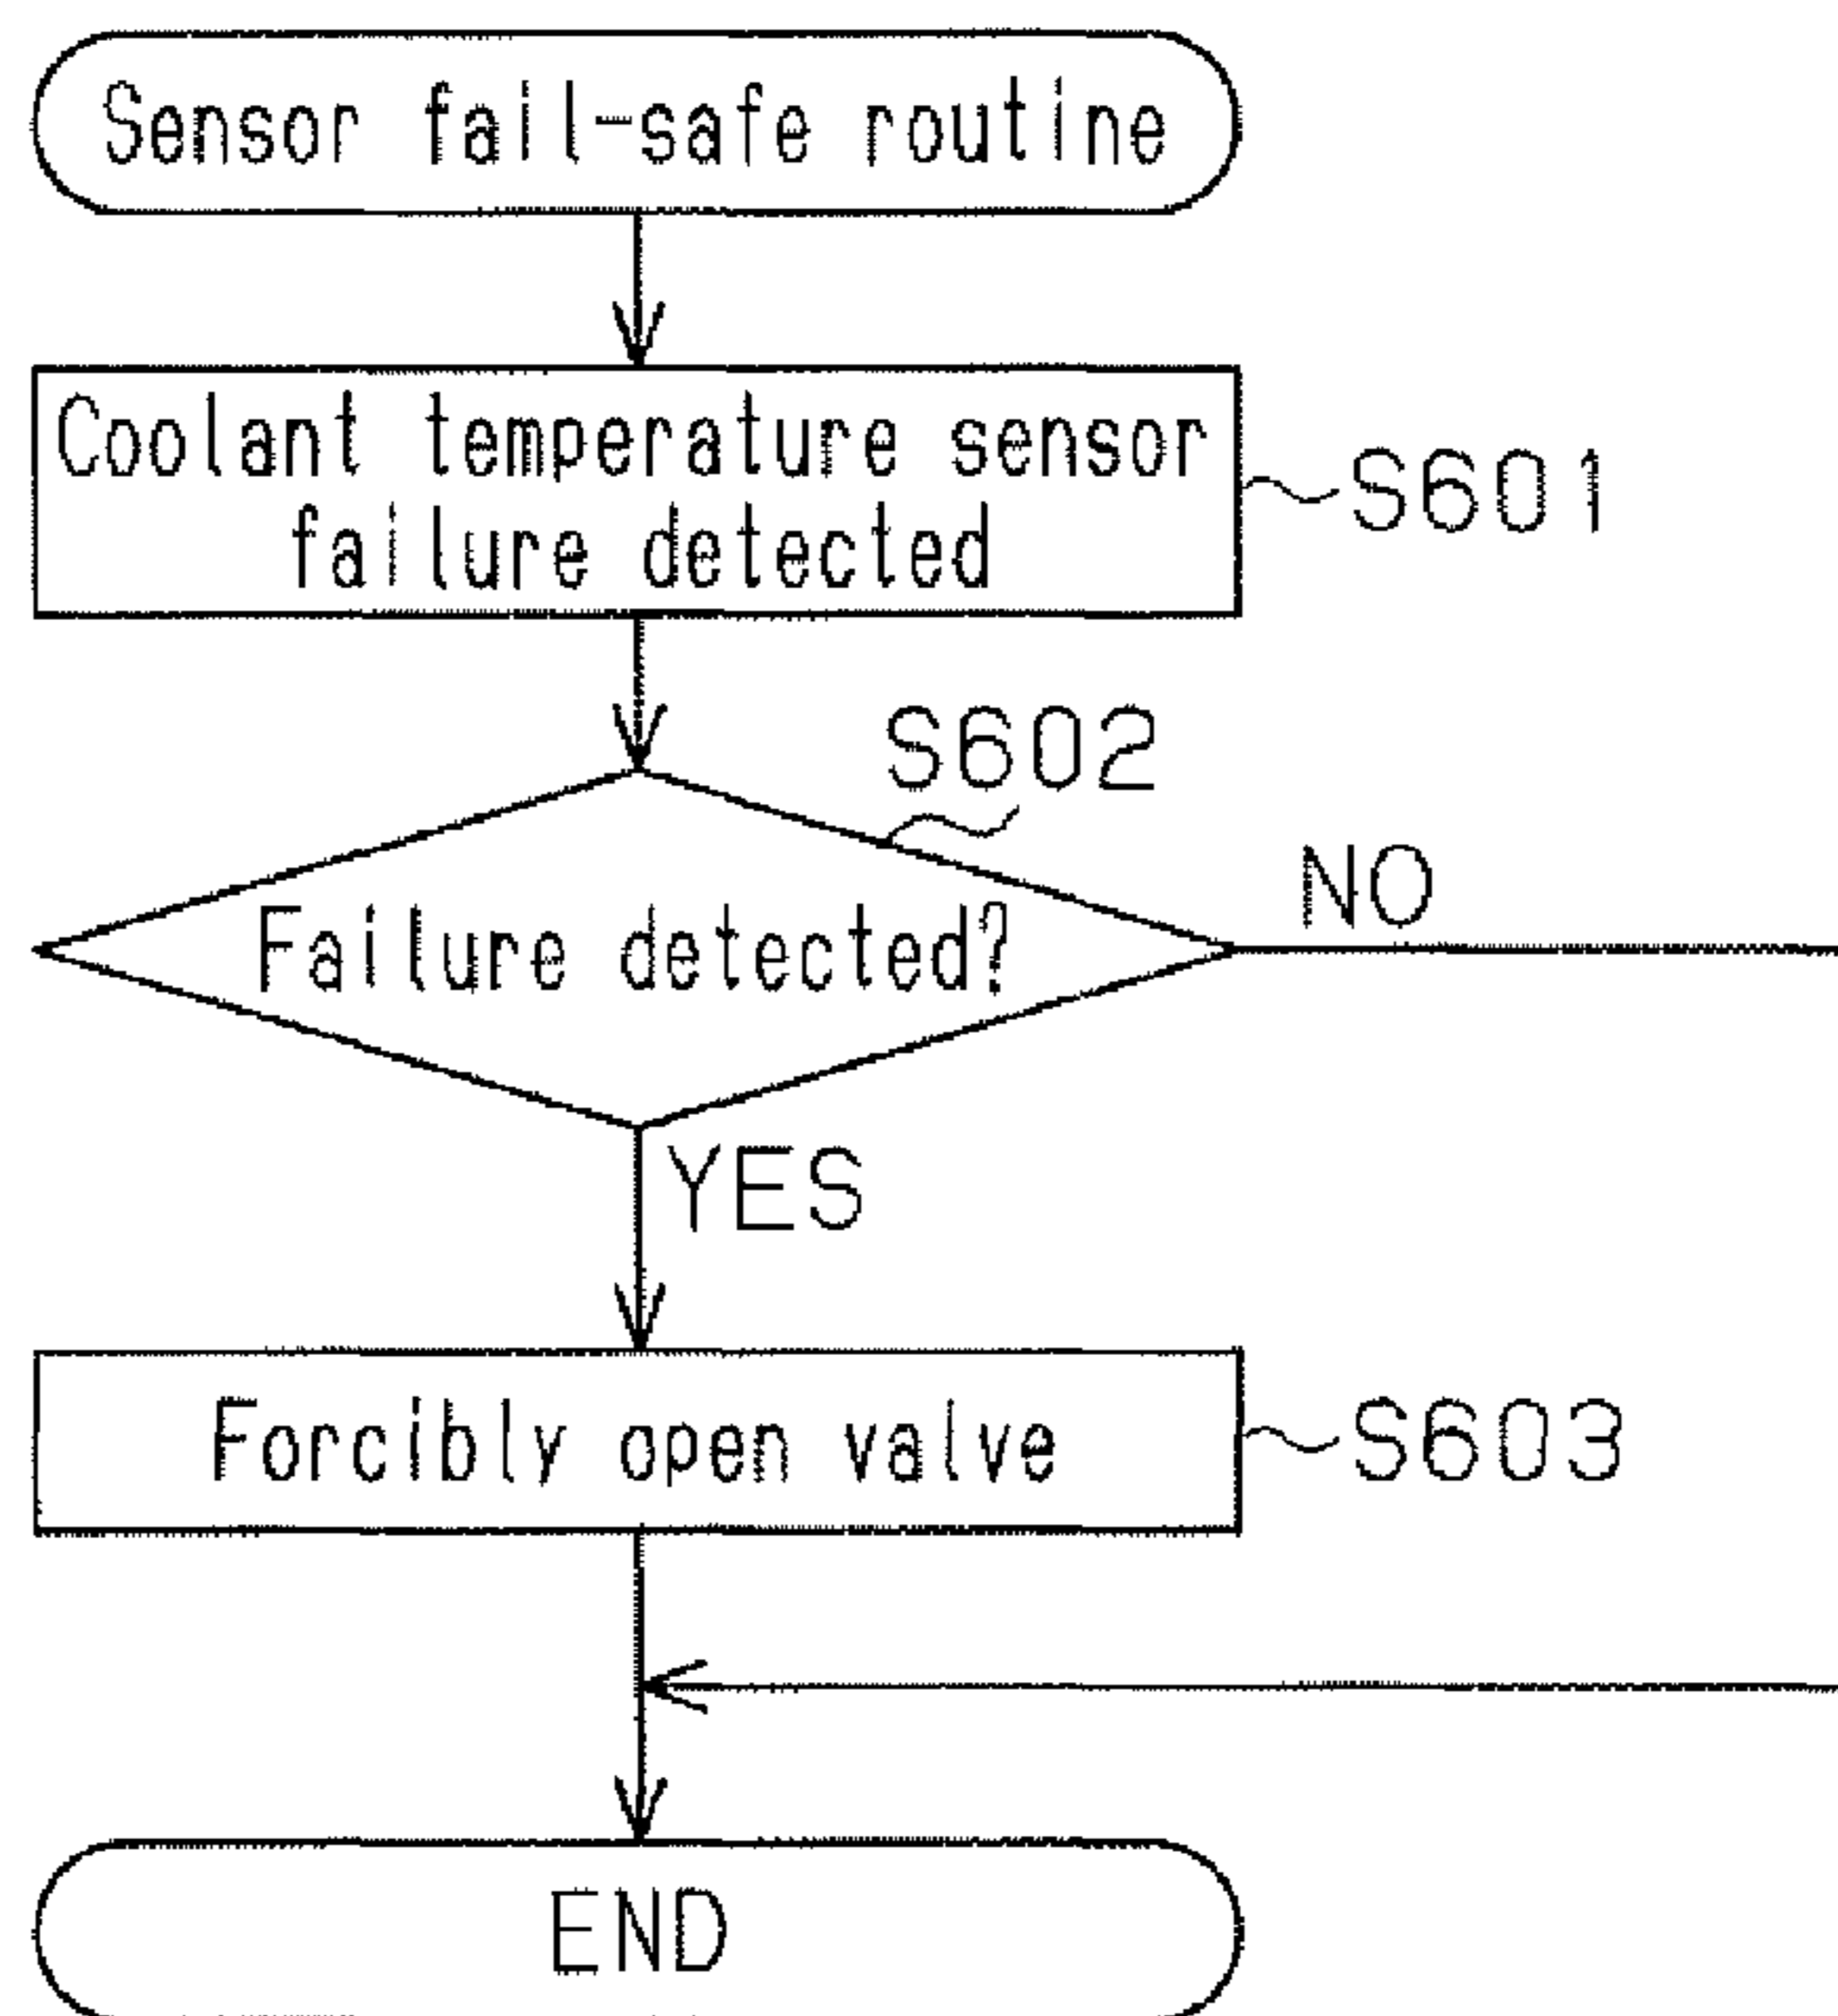 Sensor fail-safe routine
Coolant temperature sensor
failure detected
S601
S602
Failure detected?
NO
YES
Forcibly open valve
S603
END